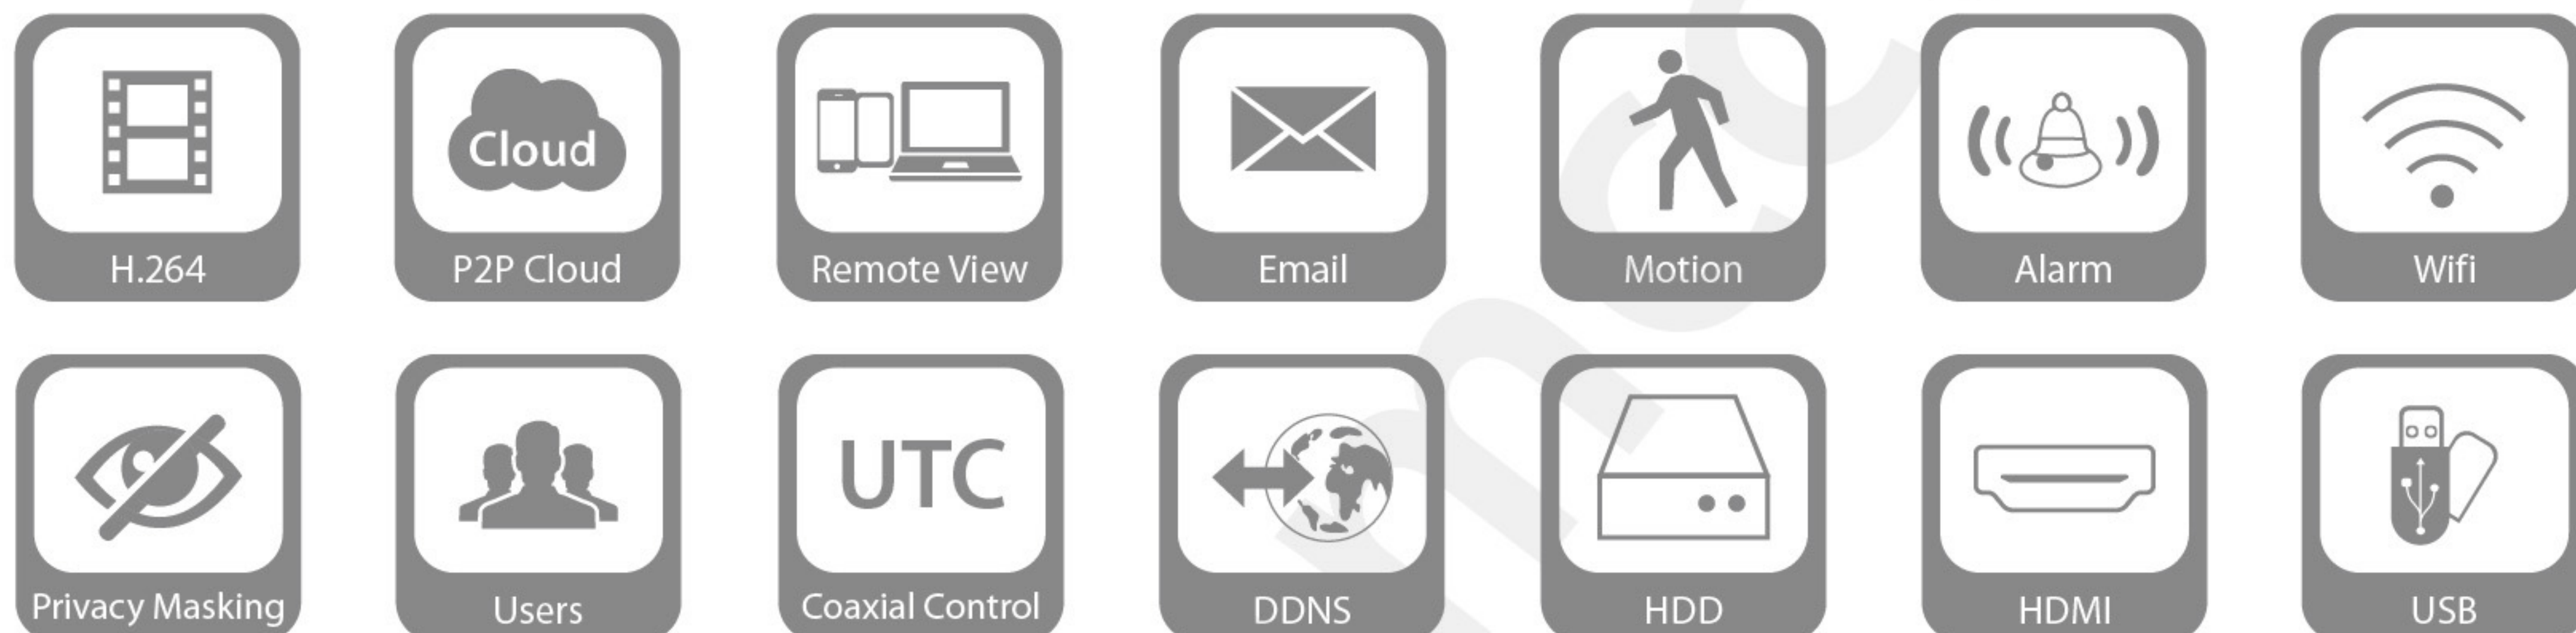 Cloud
H.264
P2P Cloud
Remote View
Email
Motion
Alarm
Wifi
UTC
Privacy Masking
Users
Coaxial Control
DDNS
HDD
HDMI
USB